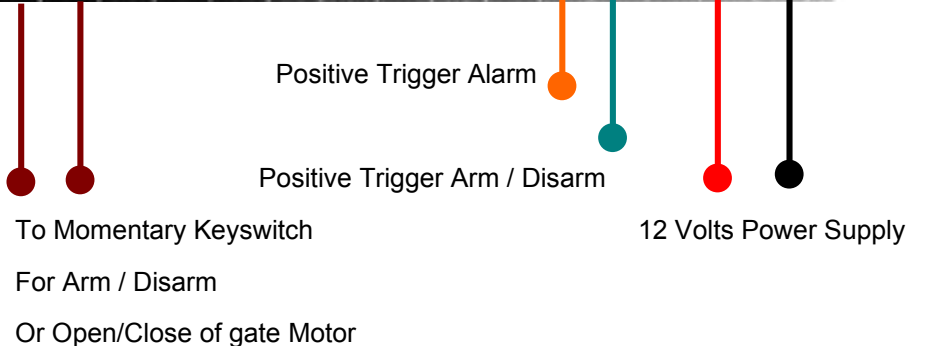 Positive Trigger Alarm
Positive Trigger Arm / Disarm
To Momentary Keyswitch
12 Volts Power Supply
For Arm / Disarm
Or Open/Close of gate Motor